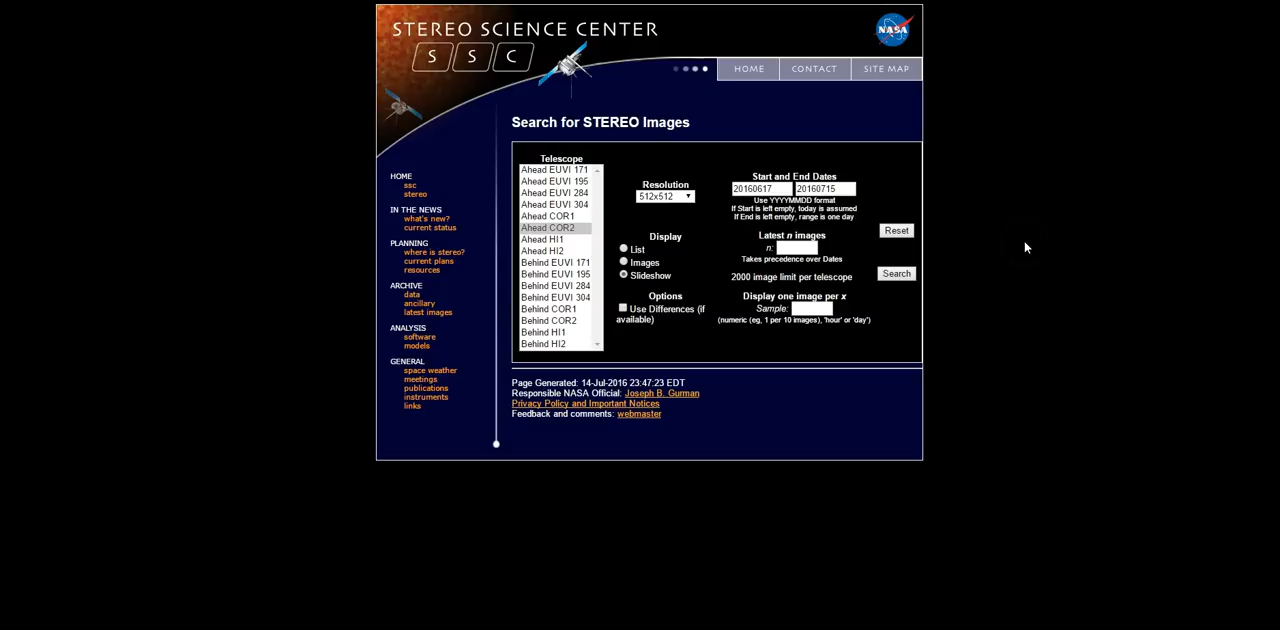 STEREO SCIENCE CENTER
S S C
NASA
HOME CONTACT SITE MAP
Search for STEREO Images
HOME
ssc
stereo
IN THE NEWS
what's new?
current status
PLANNING
where is stereo?
current plans
resources
ARCHIVE
data
ancillary
latest images
ANALYSIS
software
models
GENERAL
space weather
meetings
publications
instruments
links
Telescope
Ahead EUVI 171
Ahead EUVI 195
Ahead EUVI 284
Ahead EUVI 304
Ahead COR1
Ahead COR2
Ahead HI1
Ahead HI2
Behind EUVI 171
Behind EUVI 195
Behind EUVI 284
Behind EUVI 304
Behind COR1
Behind COR2
Behind HI1
Behind HI2
Resolution
512x512
Display
List
Images
Slideshow
Options
Use Differences (if
available)
Start and End Dates
20160617 20160715
Use YYYYMMDD format
If Start is left empty, today is assumed
If End is left empty, range is one day
Latest n images
n:
Takes precedence over Dates
2000 image limit per telescope
Display one image per x
Sample:
(numeric (eg, 1 per 10 images), 'hour' or 'day')
Reset
Search
Page Generated: 14-Jul-2016 23:47:23 EDT
Responsible NASA Official: Joseph B. Gurman
Privacy Policy and Important Notices
Feedback and comments: webmaster